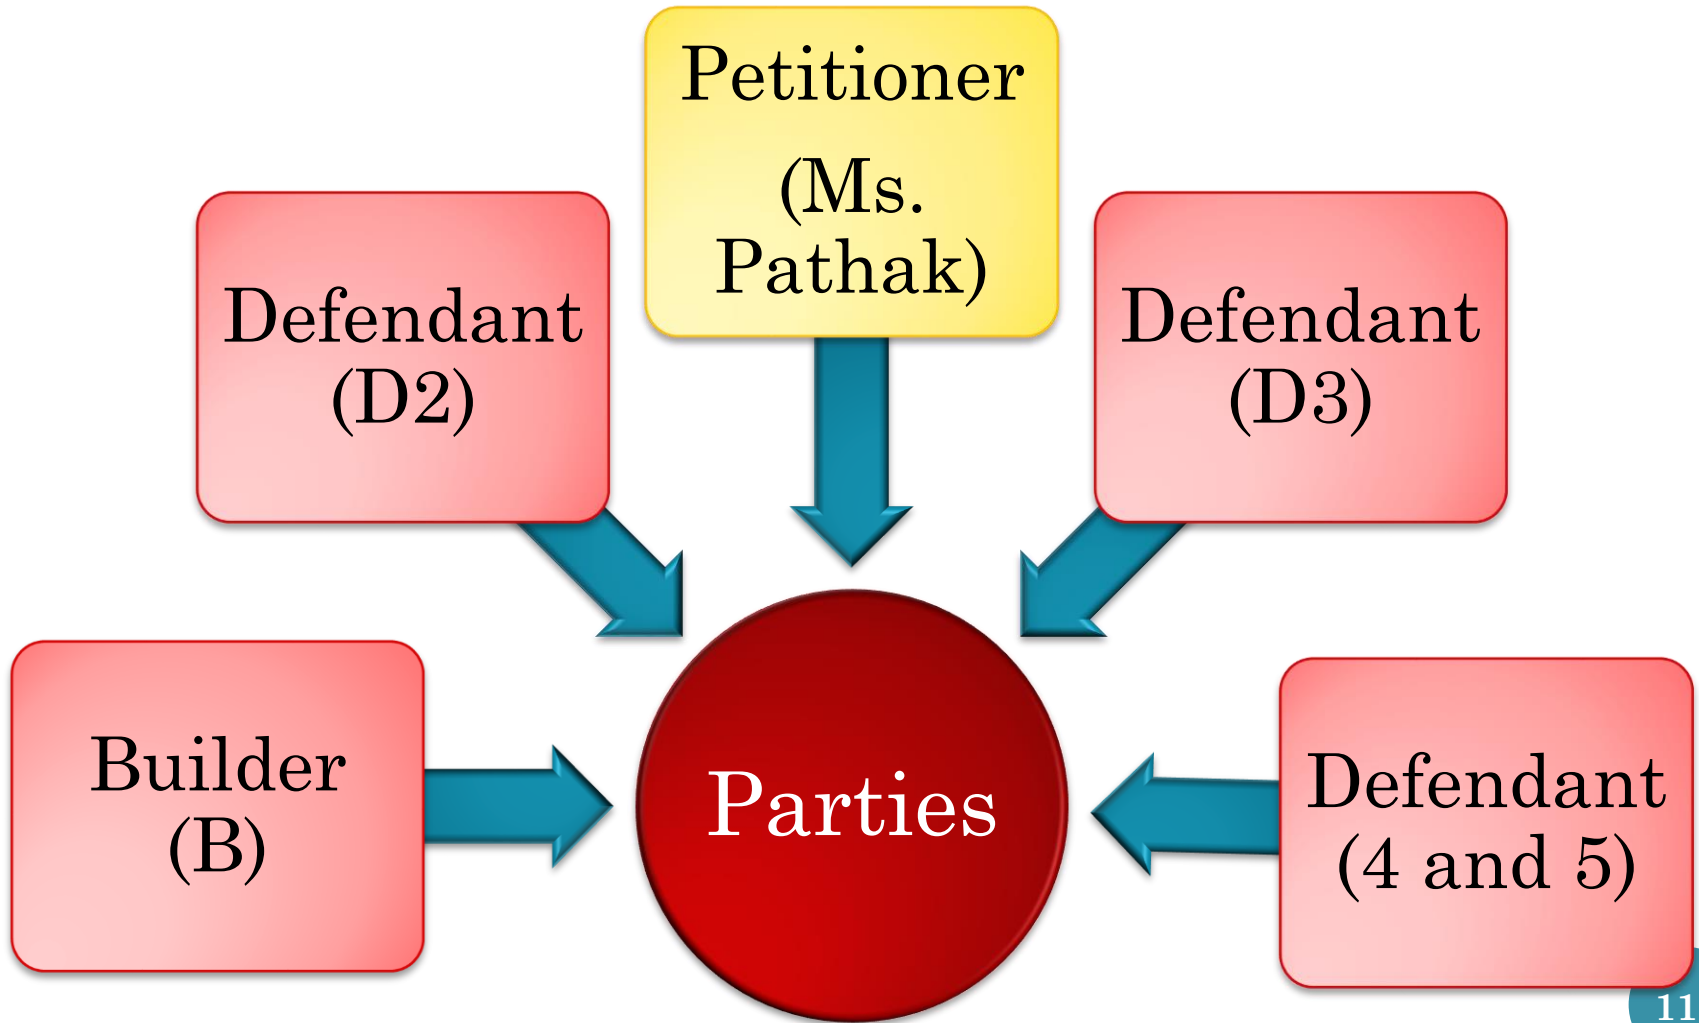 Petitioner
(Ms.
Pathak)
Defendant
(D2)
Defendant
(D3)
Builder
(B)
Parties
Defendant
(4 and 5)
11